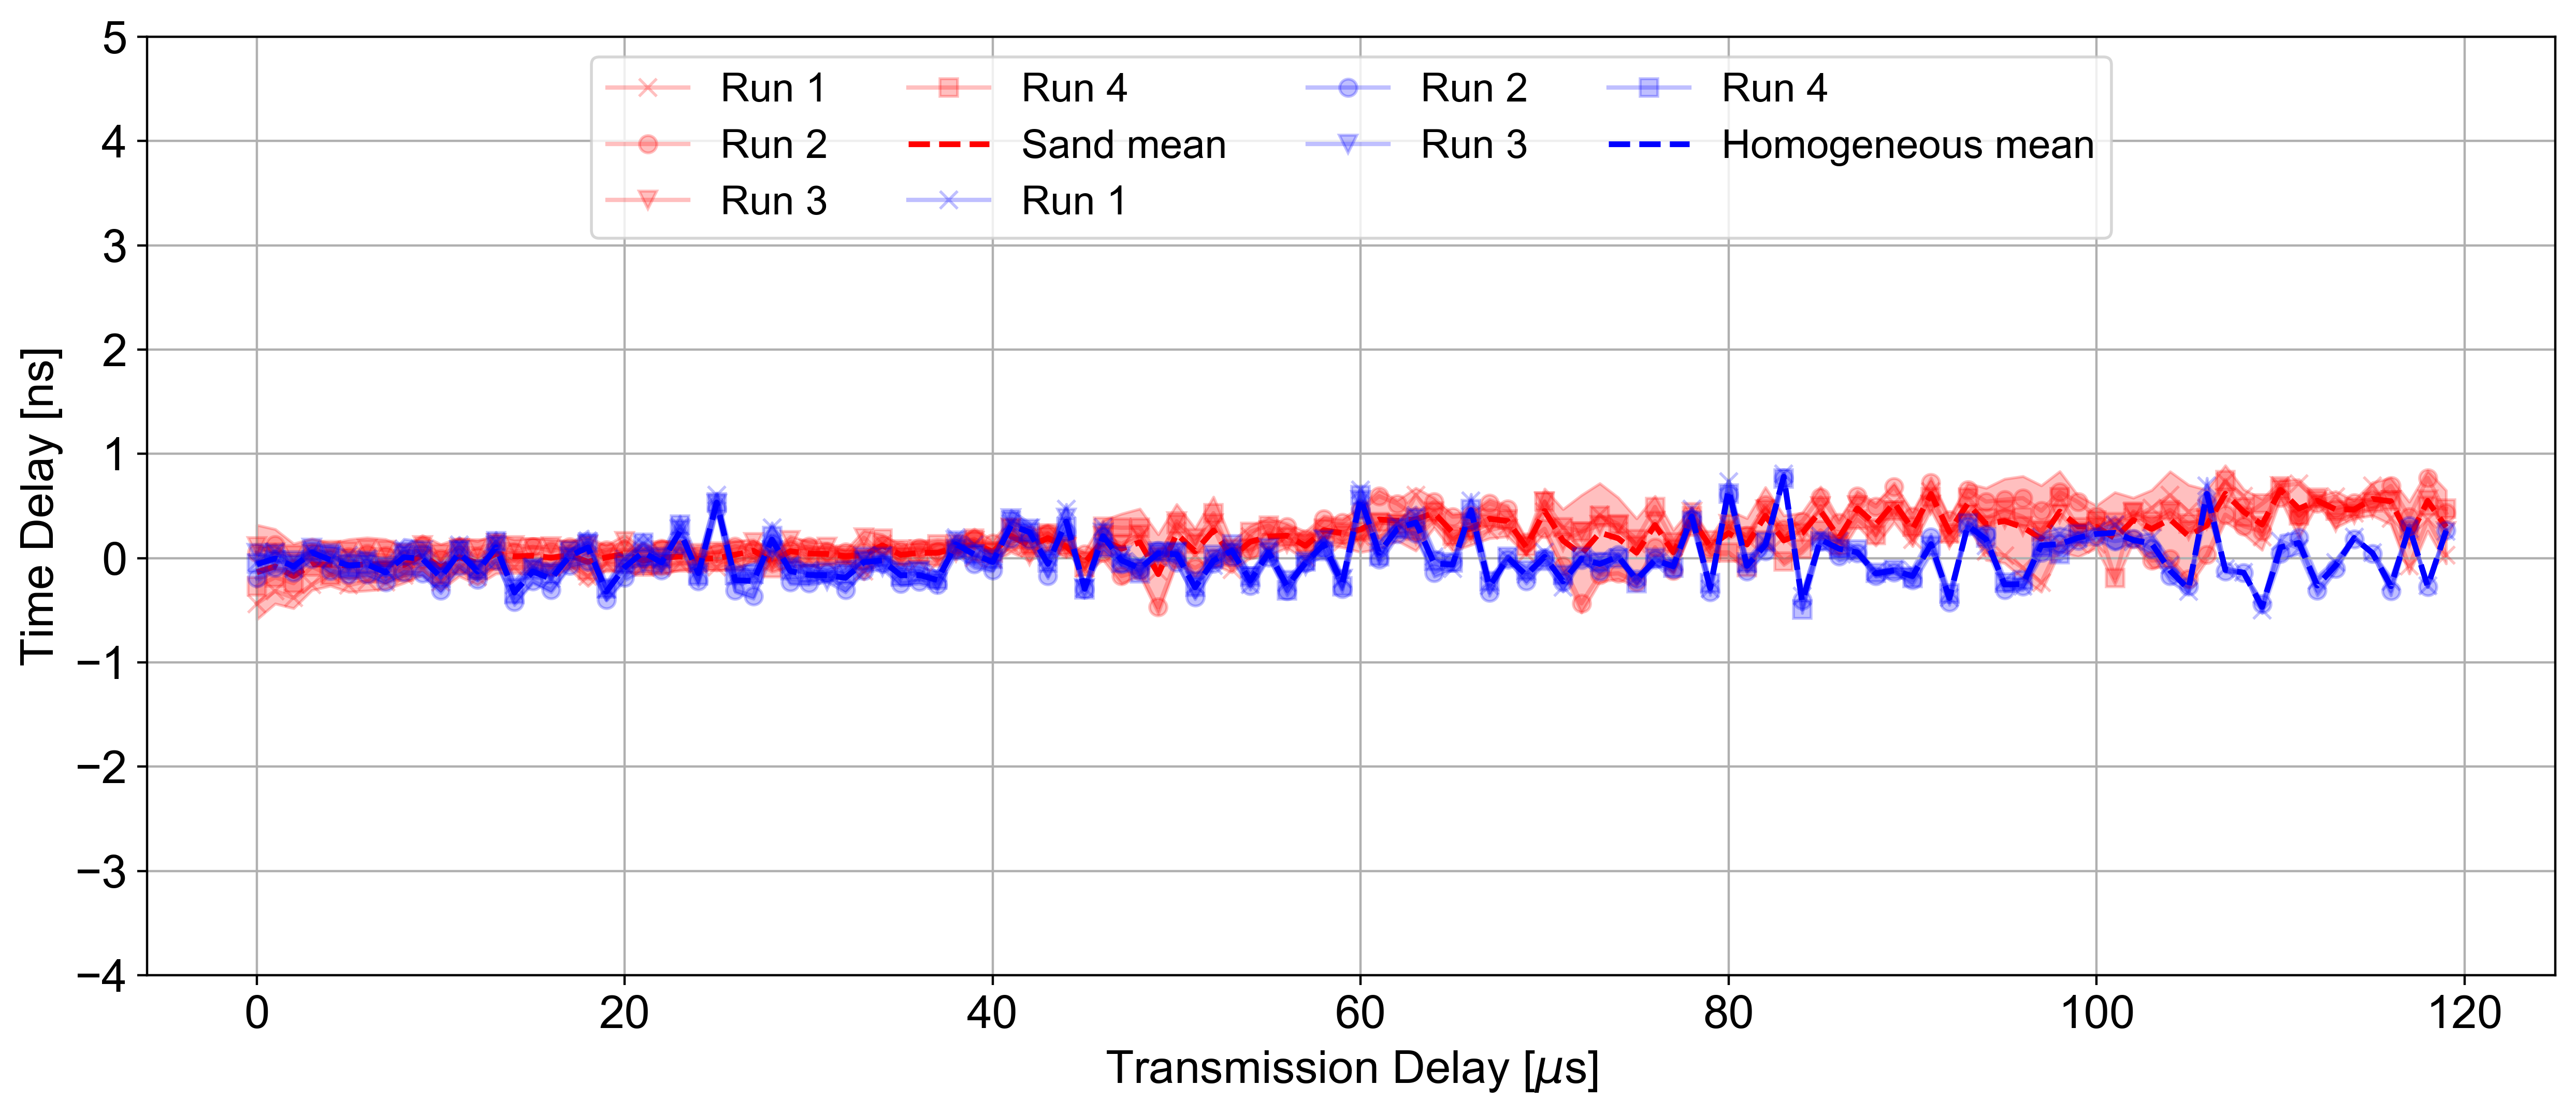 5
4
3
2
1
0
−1
−2
−3
−4
Time Delay [ns]
Run 1
Run 2
Run 3
Run 4
Sand mean
Run 1
Run 2
Run 3
Run 4
Homogeneous mean
0 20 40 60 80 100 120
Transmission Delay [μs]